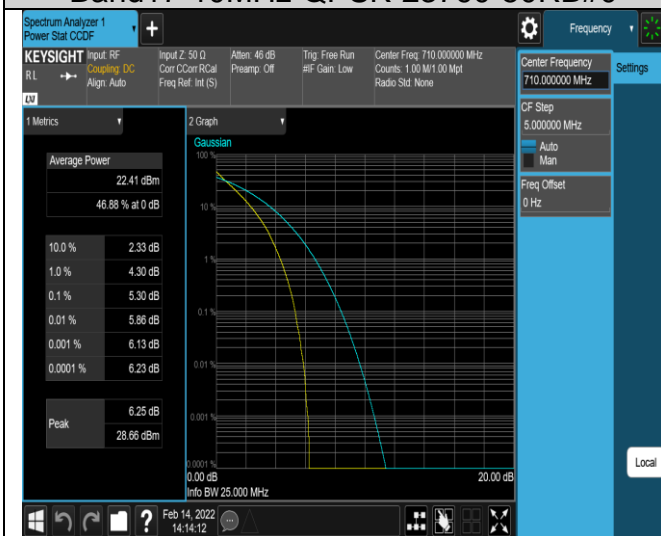 Spectrum Analyzer 1
Power Stat CCDF
+
Frequency
KEYSIGHT
R L
Input: RF
Coupling: DC
Align: Auto
Input Z: 50 Ω
Corr CCorr RCal
Freq Ref: Int (S)
Atten: 46 dB
Preamp: Off
Trig: Free Run
#IF Gain: Low
Center Freq: 710.000000 MHz
Counts: 1.00 M/1.00 Mpt
Radio Std: None
Center Frequency
710.000000 MHz
Settings
CF Step
5.000000 MHz
Auto
Man
Freq Offset
0 Hz
Local
1 Metrics
Average Power
22.41 dBm
46.88 % at 0 dB
10.0 % 2.33 dB
1.0 % 4.30 dB
0.1 % 5.30 dB
0.01 % 5.86 dB
0.001 % 6.13 dB
0.0001 % 6.23 dB
Peak
6.25 dB
28.66 dBm
2 Graph
Gaussian
100 %
10 %
1 %
0.1 %
0.01 %
0.001 %
0.0001 %
0.00 dB
20.00 dB
Info BW 25.000 MHz
?
Feb 14, 2022
14:14:12